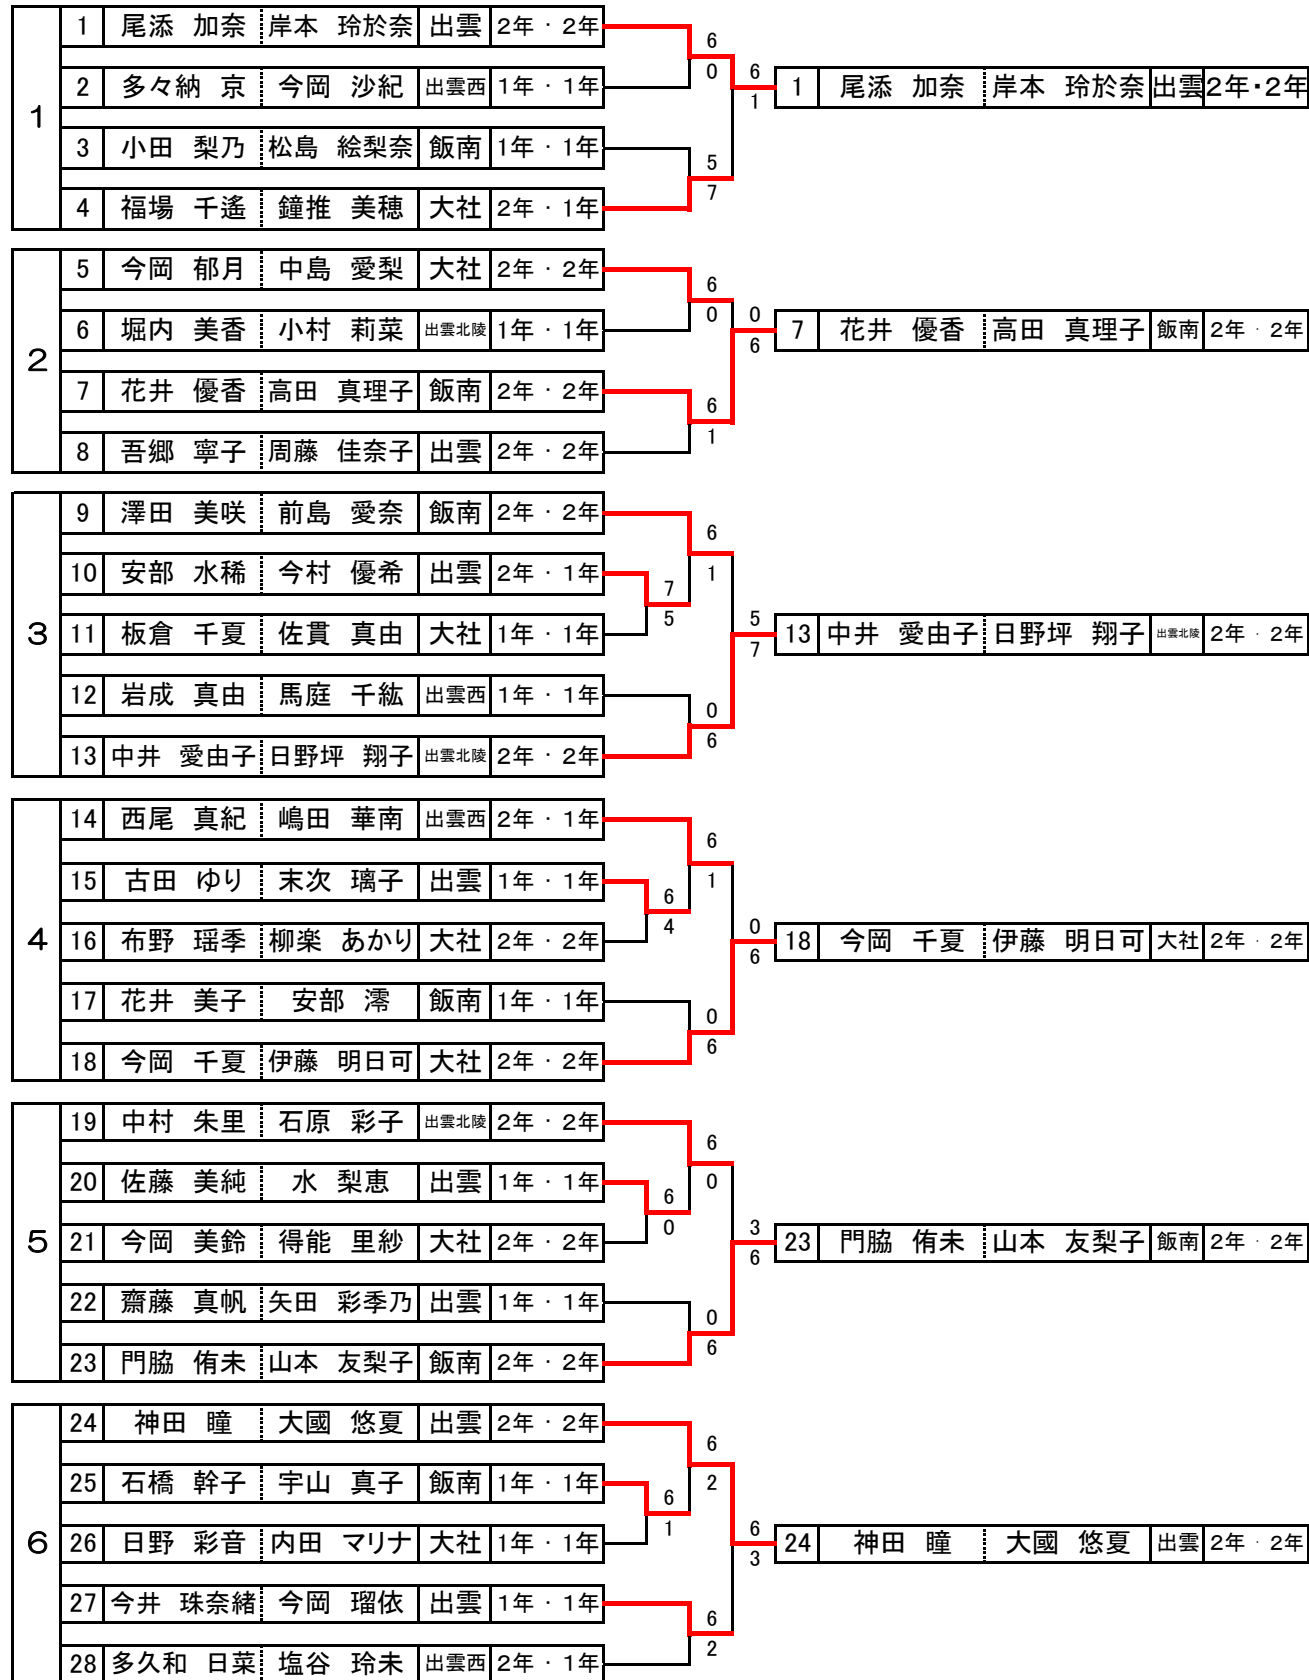 1 尾添 加奈 岸本 玲於奈 出雲 2年・2年
6
0
2 多々納 京 今岡 沙紀 出雲西 1年・1年
6
1
1 尾添 加奈 岸本 玲於奈 出雲 2年・2年
1
3 小田 梨乃 松島 絵梨奈 飯南 1年・1年
5
7
4 福場 千遙 鐘推 美穂 大社 2年・1年
5 今岡 郁月 中島 愛梨 大社 2年・2年
6
0
6 堀内 美香 小村 莉菜 出雲北陵 1年・1年
0
6
7 花井 優香 高田 真理子 飯南 2年・2年
2
7 花井 優香 高田 真理子 飯南 2年・2年
6
1
8 吾郷 寧子 周藤 佳奈子 出雲 2年・2年
9 澤田 美咲 前島 愛奈 飯南 2年・2年
6
1
10 安部 水稀 今村 優希 出雲 2年・1年
7
5
3
11 板倉 千夏 佐貫 真由 大社 1年・1年
5
7
13 中井 愛由子 日野坪 翔子 出雲北陵 2年・2年
12 岩成 真由 馬庭 千紘 出雲西 1年・1年
0
6
13 中井 愛由子 日野坪 翔子 出雲北陵 2年・2年
14 西尾 真紀 嶋田 華南 出雲西 2年・1年
6
1
15 古田 ゆり 末次 璃子 出雲 1年・1年
6
4
4
16 布野 瑶季 柳楽 あかり 大社 2年・2年
0
6
18 今岡 千夏 伊藤 明日可 大社 2年・2年
17 花井 美子 安部 澪 飯南 1年・1年
0
6
18 今岡 千夏 伊藤 明日可 大社 2年・2年
19 中村 朱里 石原 彩子 出雲北陵 2年・2年
6
0
20 佐藤 美純 水 梨恵 出雲 1年・1年
6
0
5
21 今岡 美鈴 得能 里紗 大社 2年・2年
3
6
23 門脇 侑未 山本 友梨子 飯南 2年・2年
22 齋藤 真帆 矢田 彩季乃 出雲 1年・1年
0
6
23 門脇 侑未 山本 友梨子 飯南 2年・2年
24 神田 瞳 大國 悠夏 出雲 2年・2年
6
2
25 石橋 幹子 宇山 真子 飯南 1年・1年
6
1
6
26 日野 彩音 内田 マリナ 大社 1年・1年
6
3
24 神田 瞳 大國 悠夏 出雲 2年・2年
27 今井 珠奈緒 今岡 瑠依 出雲 1年・1年
6
2
28 多久和 日菜 塩谷 玲未 出雲西 2年・1年